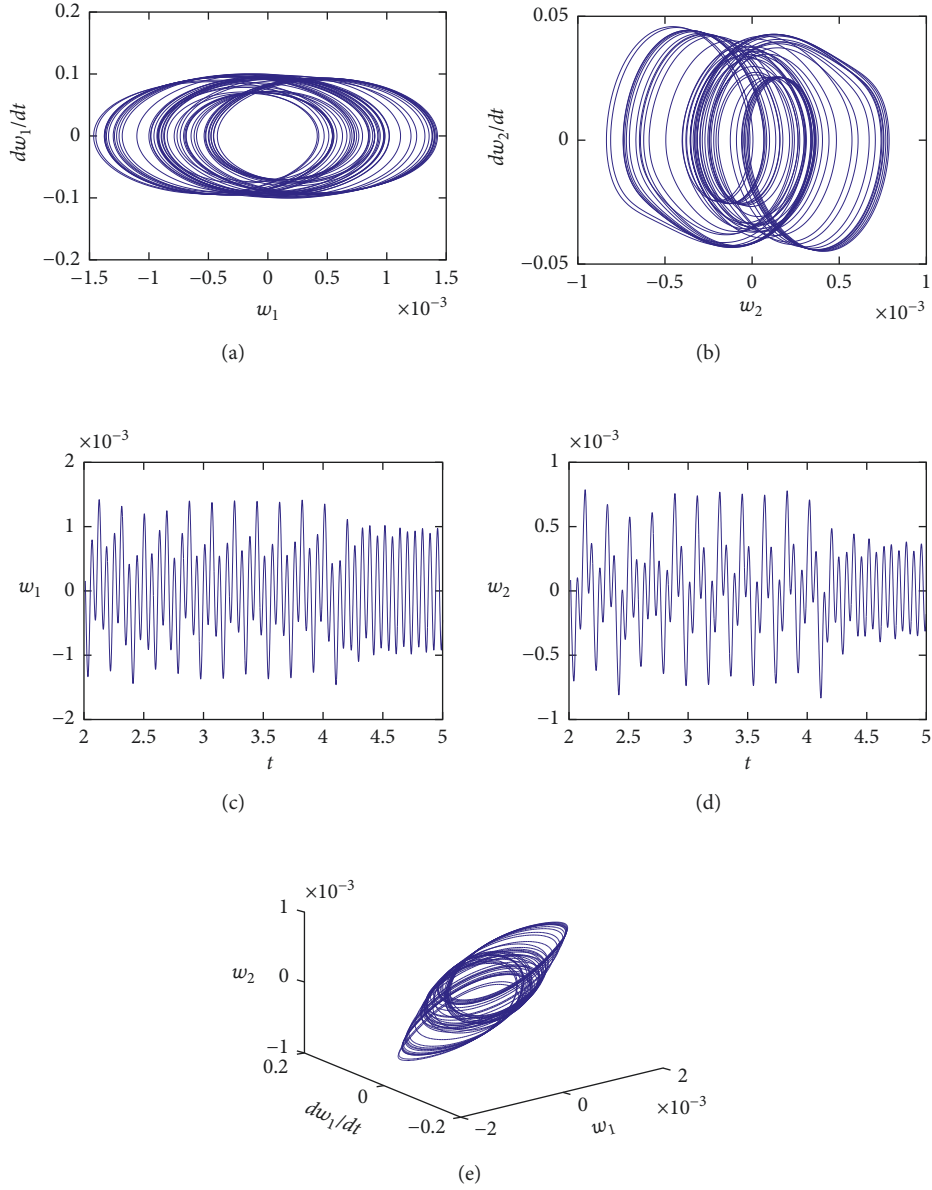 0.2
0.1
0
−0.1
−0.2
dw₁/dt
−1.5 −1 −0.5 0 0.5 1 1.5
w₁ ×10⁻³
(a)
0.05
0
−0.05
dw₂/dt
−1 −0.5 0 0.5 1
w₂ ×10⁻³
(b)
×10⁻³
2
1
w₁ 0
−1
−2
2 2.5 3 3.5 4 4.5 5
t
(c)
×10⁻³
1
0.5
w₂ 0
−0.5
−1
2 2.5 3 3.5 4 4.5 5
t
(d)
×10⁻³
1
w₂ 0
−1
0.2
0
−0.2
dw₁/dt
−2
0
2
×10⁻³
w₁
(e)